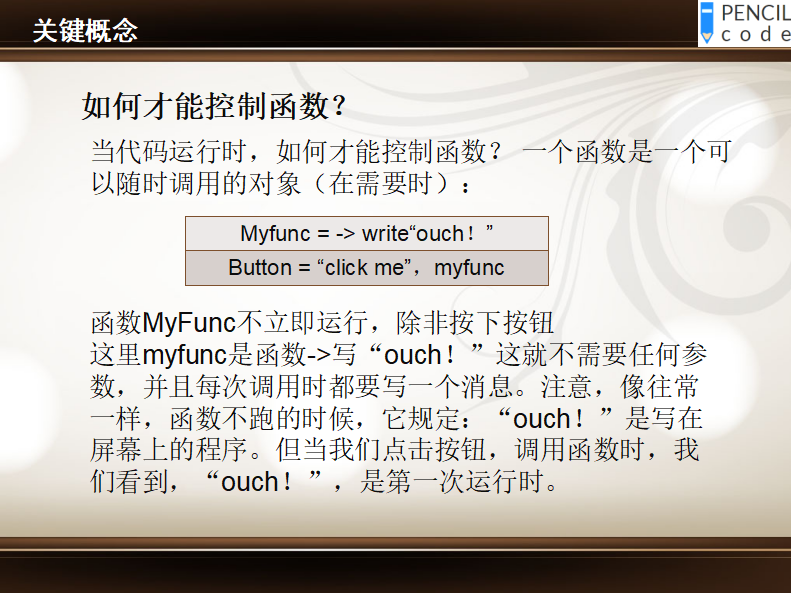 关键概念
PENCIL
code
如何才能控制函数？
当代码运行时，如何才能控制函数？ 一个函数是一个可
以随时调用的对象（在需要时）：
Myfunc = -> write“ouch！”
Button = “click me”，myfunc
函数MyFunc不立即运行，除非按下按钮
这里myfunc是函数->写“ouch！”这就不需要任何参
数，并且每次调用时都要写一个消息。注意，像往常
一样，函数不跑的时候，它规定：“ouch！”是写在
屏幕上的程序。但当我们点击按钮，调用函数时，我
们看到，“ouch！”，是第一次运行时。